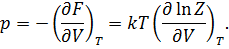 p = −(∂F/∂V)_T = kT(∂ ln Z/∂V)_T.